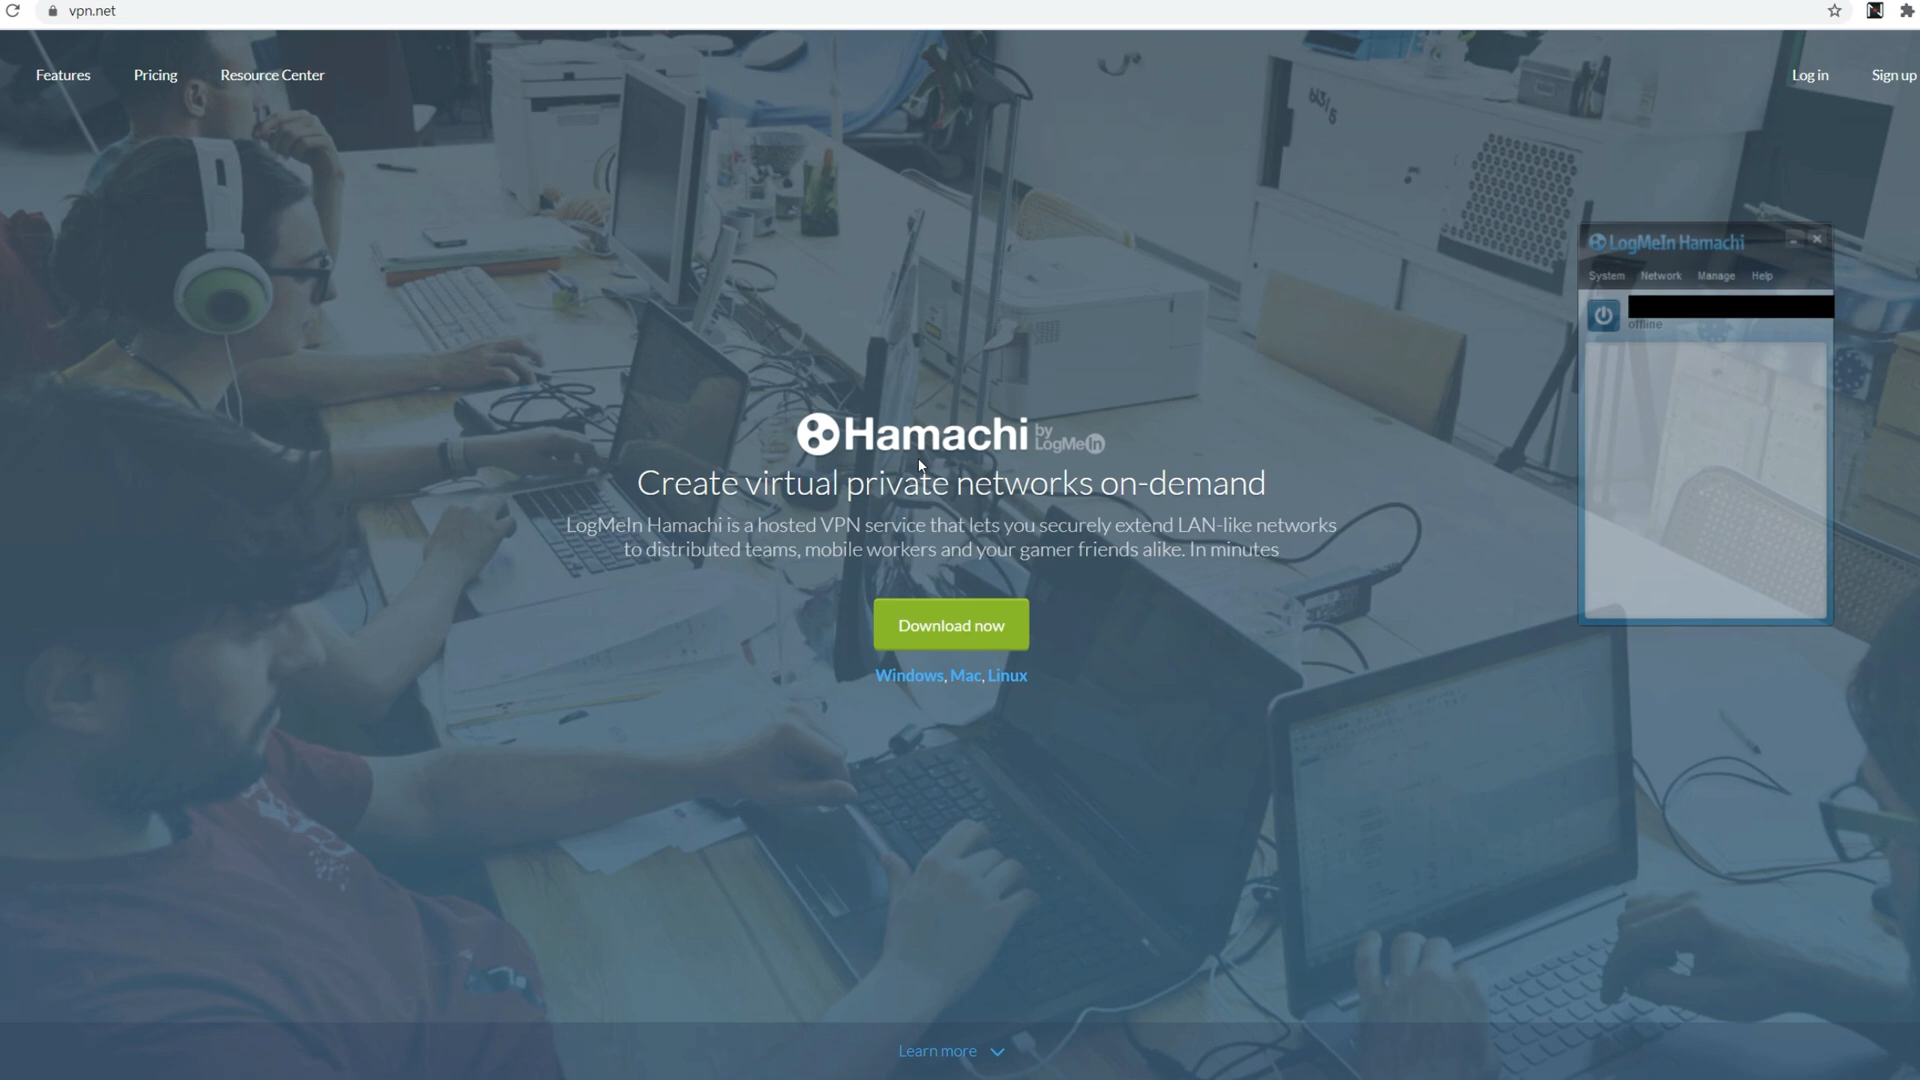 vpn.net
Features
Pricing
Resource Center
Log in
Sign up
LogMeIn Hamachi
System
Network
Manage
Help
offline
Hamachi by LogMeIn
Create virtual private networks on-demand
LogMeIn Hamachi is a hosted VPN service that lets you securely extend LAN-like networks
to distributed teams, mobile workers and your gamer friends alike. In minutes
Download now
Windows, Mac, Linux
Learn more